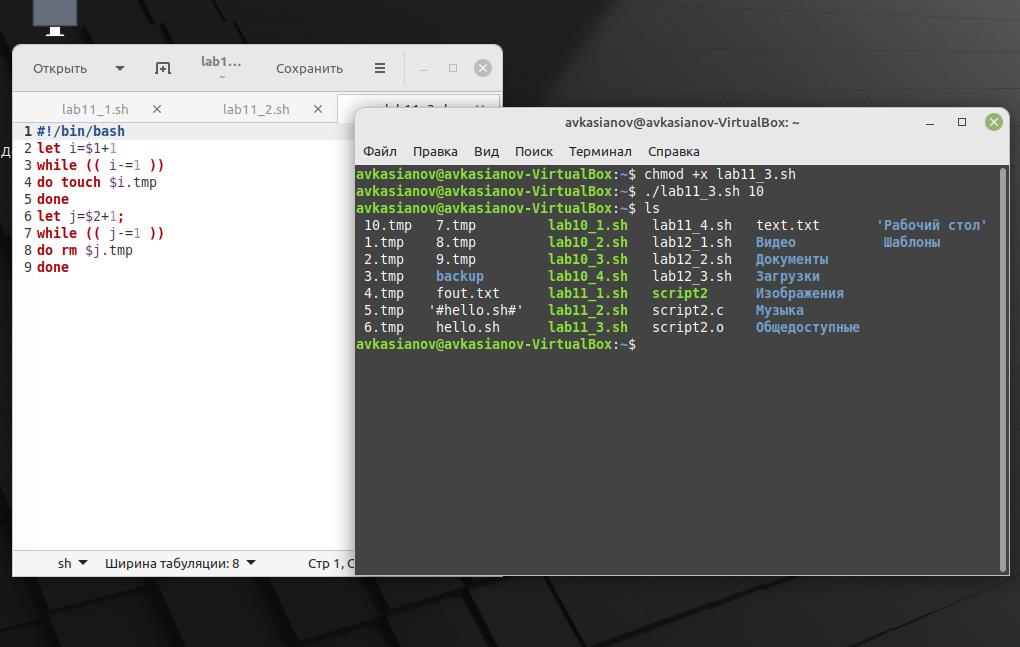 Открыть
lab1...
~
Сохранить
lab11_1.sh
lab11_2.sh
1 #!/bin/bash
2 let i=$1+1
3 while (( i-=1 ))
4 do touch $i.tmp
5 done
6 let j=$2+1;
7 while (( j-=1 ))
8 do rm $j.tmp
9 done
sh
Ширина табуляции: 8
Стр 1, С
avkasianov@avkasianov-VirtualBox: ~
Файл Правка Вид Поиск Терминал Справка
avkasianov@avkasianov-VirtualBox:~$ chmod +x lab11_3.sh
avkasianov@avkasianov-VirtualBox:~$ ./lab11_3.sh 10
avkasianov@avkasianov-VirtualBox:~$ ls
10.tmp 7.tmp lab10_1.sh lab11_4.sh text.txt 'Рабочий стол'
1.tmp 8.tmp lab10_2.sh lab12_1.sh Видео Шаблоны
2.tmp 9.tmp lab10_3.sh lab12_2.sh Документы
3.tmp backup lab10_4.sh lab12_3.sh Загрузки
4.tmp fout.txt lab11_1.sh script2 Изображения
5.tmp '#hello.sh#' lab11_2.sh script2.c Музыка
6.tmp hello.sh lab11_3.sh script2.o Общедоступные
avkasianov@avkasianov-VirtualBox:~$